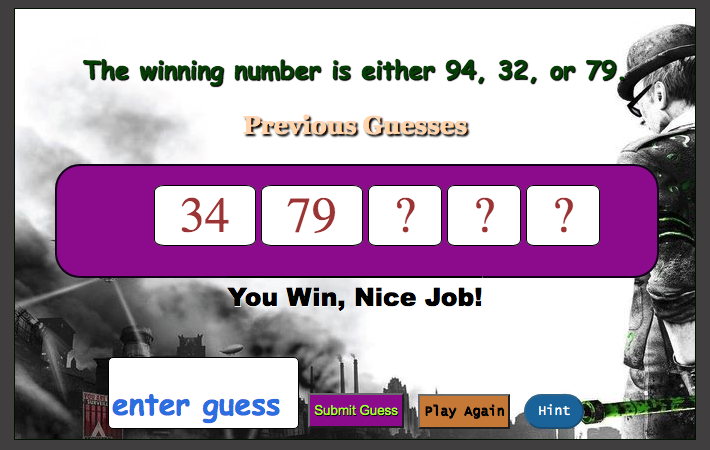 The winning number is either 94, 32, or 79.
Previous Guesses
34 79 ? ? ?
You Win, Nice Job!
enter guess Submit Guess Play Again Hint